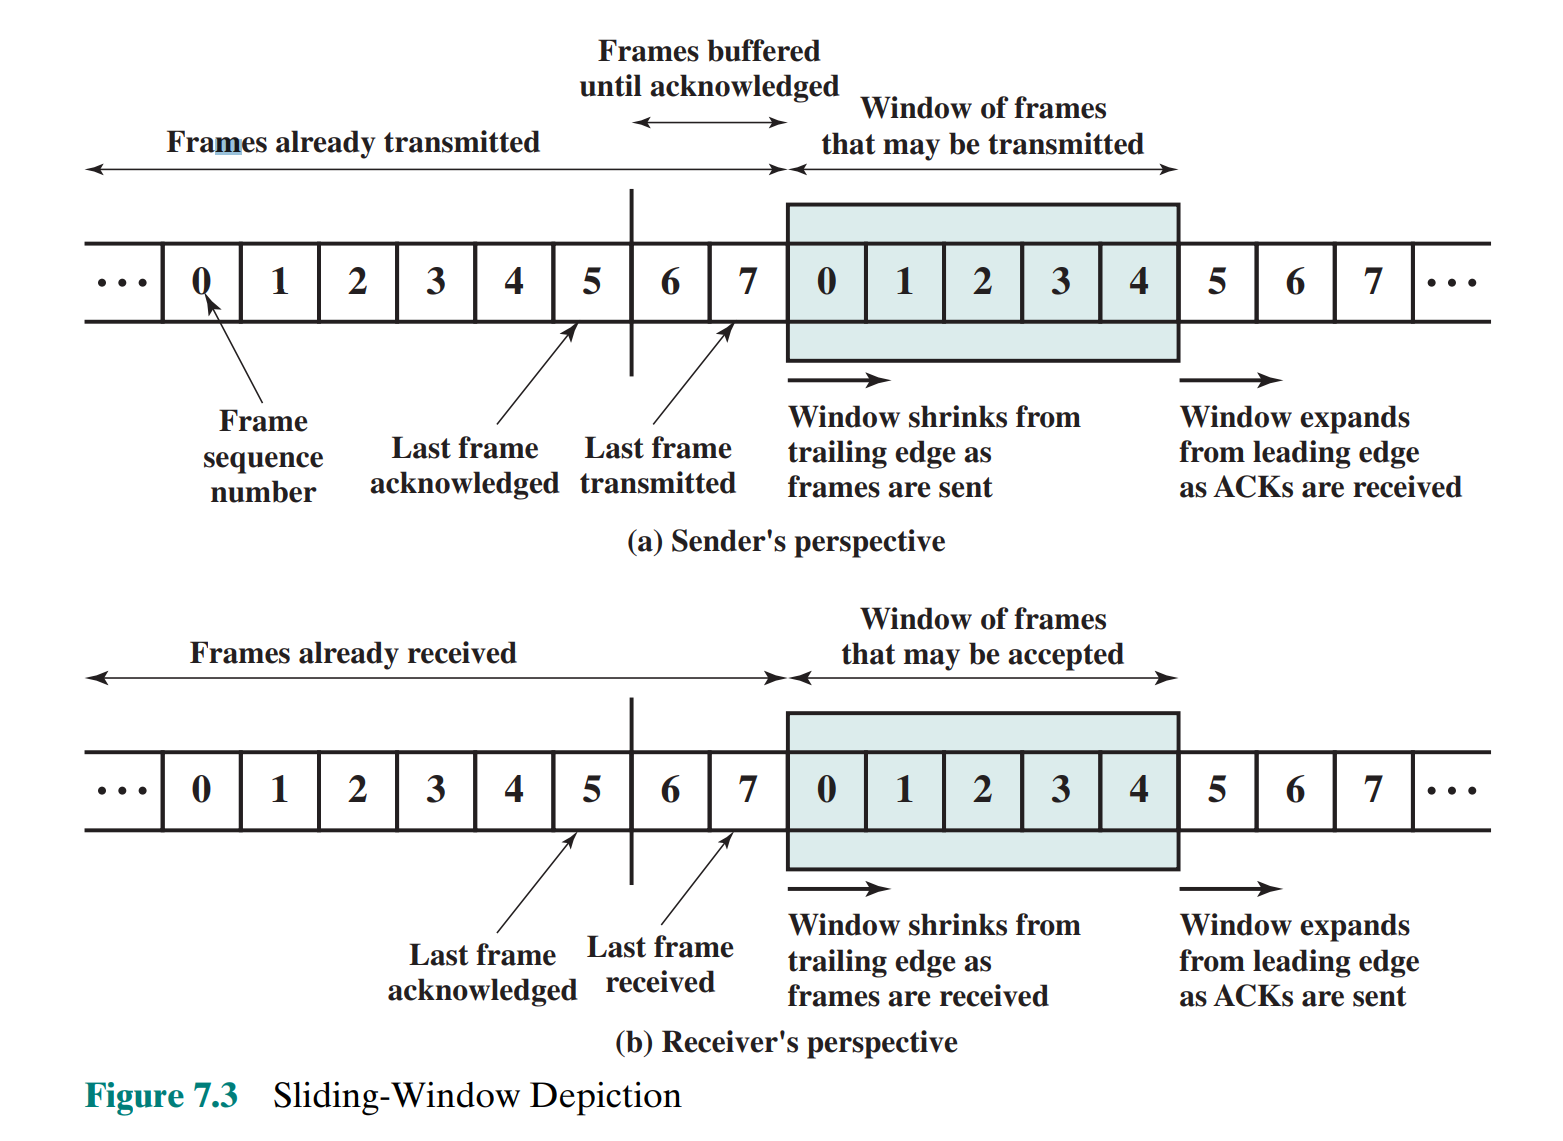 Frames buffered
until acknowledged
Window of frames
that may be transmitted
Frames already transmitted
··· 0 1 2 3 4 5 6 7 0 1 2 3 4 5 6 7 ···
Frame
sequence
number
Last frame
acknowledged
Last frame
transmitted
Window shrinks from
trailing edge as
frames are sent
Window expands
from leading edge
as ACKs are received
(a) Sender's perspective
Window of frames
that may be accepted
Frames already received
··· 0 1 2 3 4 5 6 7 0 1 2 3 4 5 6 7 ···
Last frame
acknowledged
Last frame
received
Window shrinks from
trailing edge as
frames are received
Window expands
from leading edge
as ACKs are sent
(b) Receiver's perspective
Figure 7.3 Sliding-Window Depiction